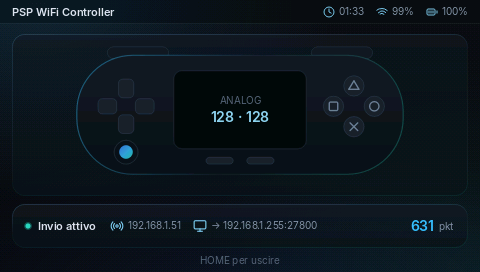 PSP WiFi Controller 01:33 99% 100%
ANALOG
128 · 128
Invio attivo 192.168.1.51 → 192.168.1.255:27800 631 pkt
HOME per uscire